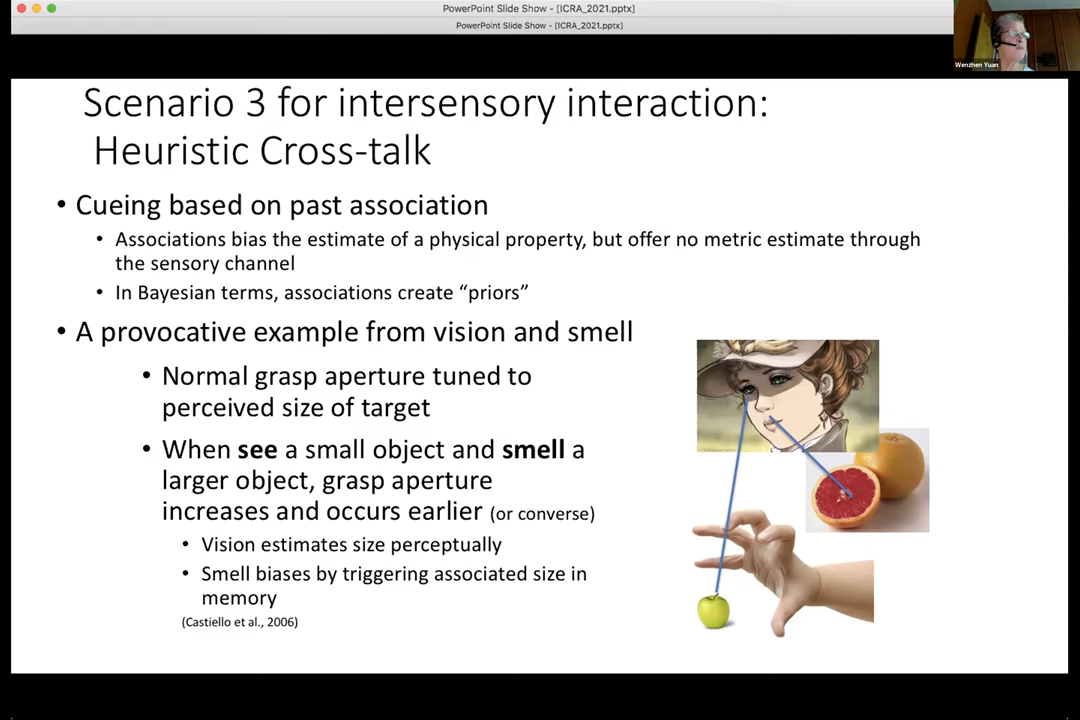 PowerPoint Slide Show - [ICRA_2021.pptx]
PowerPoint Slide Show - [ICRA_2021.pptx]
Wenzhen Yuan
Scenario 3 for intersensory interaction:
Heuristic Cross-talk
• Cueing based on past association
• Associations bias the estimate of a physical property, but offer no metric estimate through
the sensory channel
• In Bayesian terms, associations create “priors”
• A provocative example from vision and smell
• Normal grasp aperture tuned to
perceived size of target
• When see a small object and smell a
larger object, grasp aperture
increases and occurs earlier (or converse)
• Vision estimates size perceptually
• Smell biases by triggering associated size in
memory
(Castiello et al., 2006)